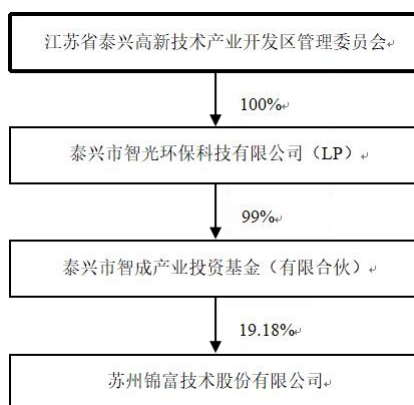 江苏省泰兴高新技术产业开发区管理委员会
100%
泰兴市智光环保科技有限公司（LP）
99%
泰兴市智成产业投资基金（有限合伙）
19.18%
苏州锦富技术股份有限公司